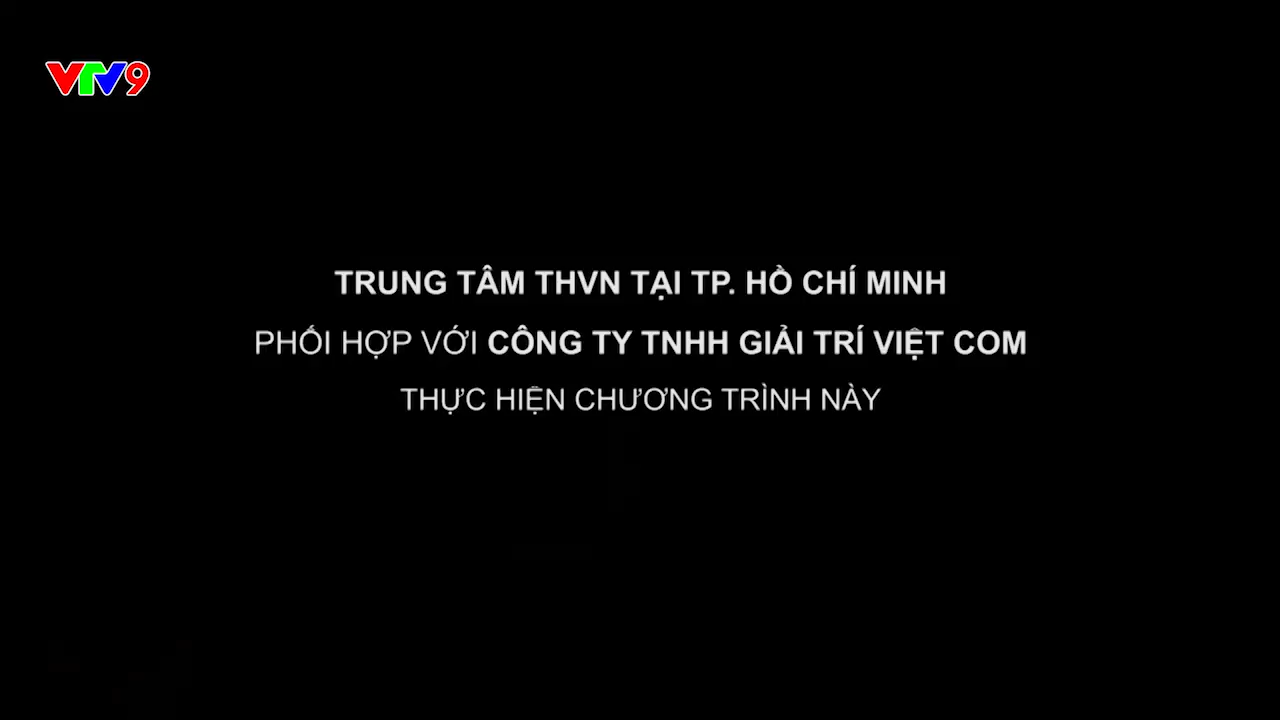 VTV9
TRUNG TÂM THVN TẠI TP. HỒ CHÍ MINH
PHỐI HỢP VỚI CÔNG TY TNHH GIẢI TRÍ VIỆT COM
THỰC HIỆN CHƯƠNG TRÌNH NÀY